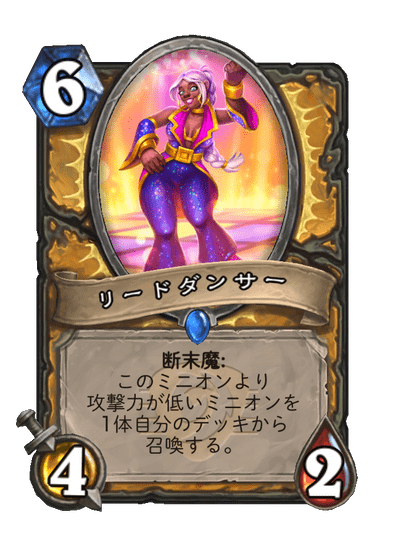 6
リードダンサー
断末魔:
このミニオンより
攻撃力が低いミニオンを
1体自分のデッキから
召喚する。
4
2